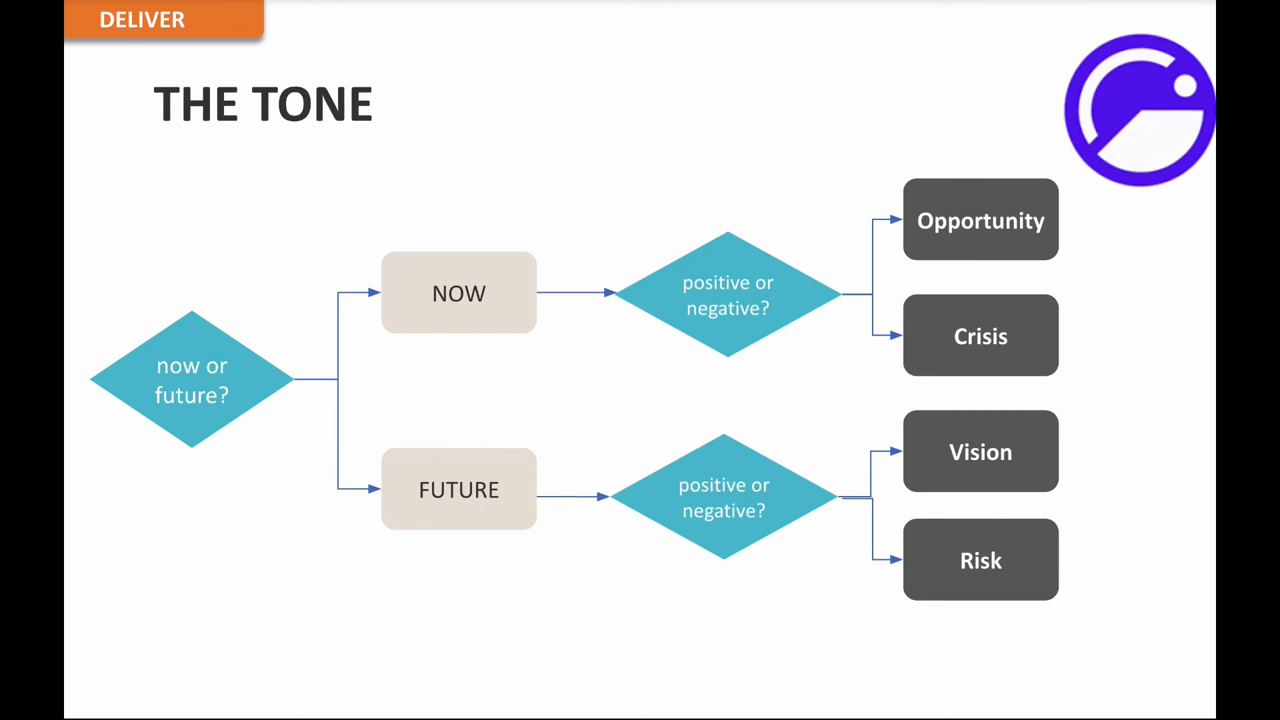 DELIVER
THE TONE
now or
future?
NOW
FUTURE
positive or
negative?
positive or
negative?
Opportunity
Crisis
Vision
Risk